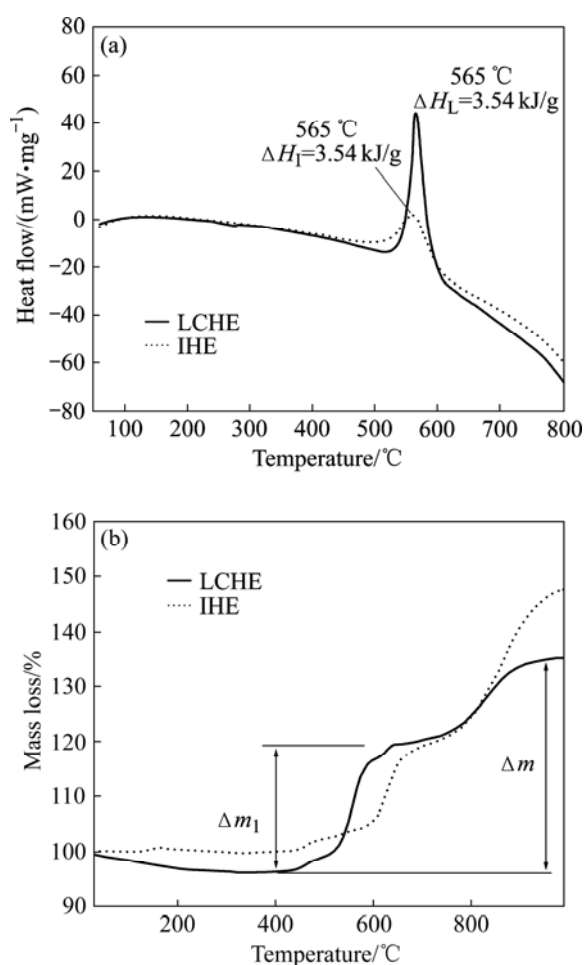 (a)
80
60
40
20
0
−20
−40
−60
−80
Heat flow/(mW•mg⁻¹)
565 ℃
ΔH_L=3.54 kJ/g
565 ℃
ΔH_I=3.54 kJ/g
LCHE
IHE
100 200 300 400 500 600 700 800
Temperature/℃
(b)
160
150
140
130
120
110
100
90
Mass loss/%
LCHE
IHE
Δm₁
Δm
200 400 600 800
Temperature/℃